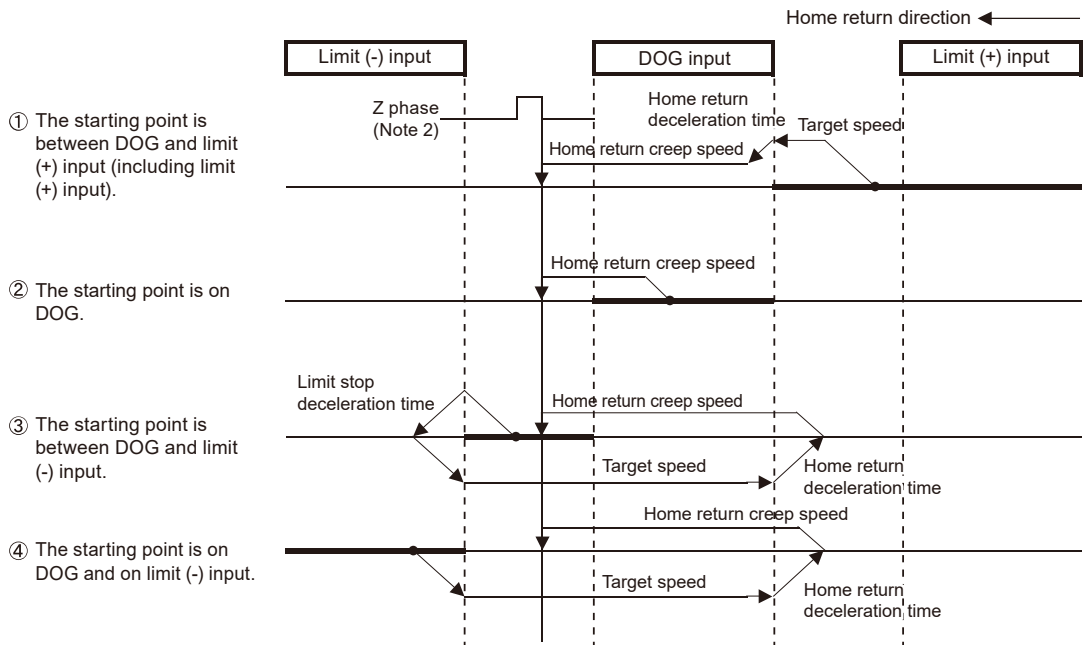 Home return direction
Limit (-) input
DOG input
Limit (+) input
① The starting point is
between DOG and limit
(+) input (including limit
(+) input).
Z phase
(Note 2)
Home return
deceleration time
Target speed
Home return creep speed
② The starting point is on
DOG.
Home return creep speed
③ The starting point is
between DOG and limit
(-) input.
Limit stop
deceleration time
Home return creep speed
Target speed
Home return
deceleration time
④ The starting point is on
DOG and on limit (-) input.
Home return creep speed
Target speed
Home return
deceleration time